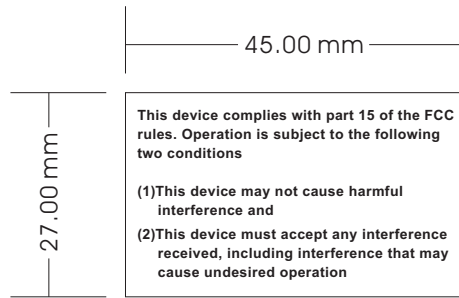 45.00 mm
27.00 mm
This device complies with part 15 of the FCC
rules. Operation is subject to the following
two conditions
(1)This device may not cause harmful
interference and
(2)This device must accept any interference
received, including interference that may
cause undesired operation